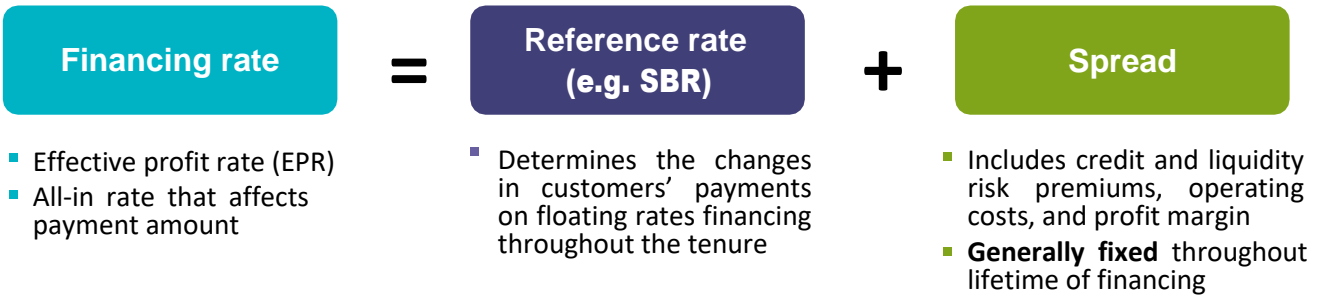 Financing rate
=
Reference rate
(e.g. SBR)
+
Spread
▪ Effective profit rate (EPR)
▪ All-in rate that affects
payment amount
▪ Determines the changes
in customers’ payments
on floating rates financing
throughout the tenure
▪ Includes credit and liquidity
risk premiums, operating
costs, and profit margin
▪ Generally fixed throughout
lifetime of financing